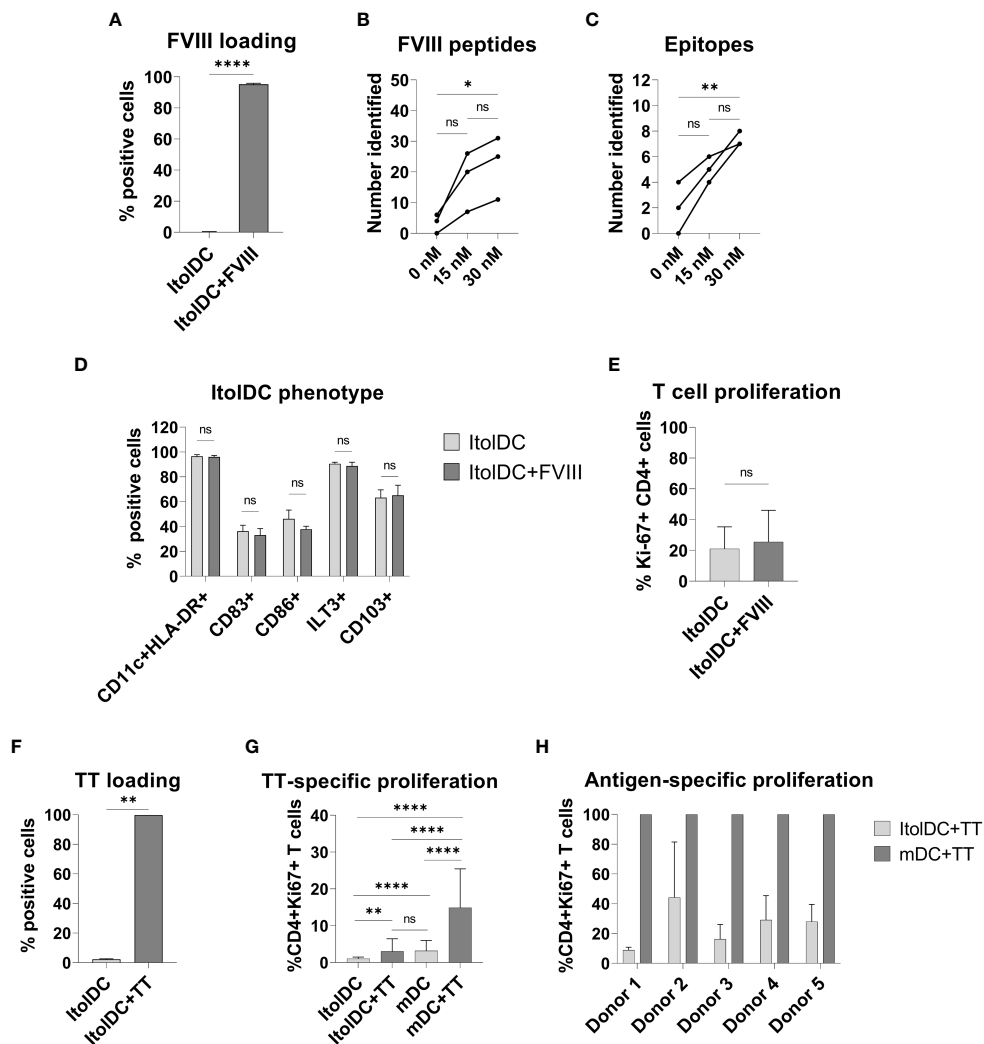 A
FVIII loading
% positive cells
100
80
60
40
20
0
****
ItolDC
ItolDC+FVIII
B
FVIII peptides
Number identified
50
40
30
20
10
0
*
ns
ns
0 nM
15 nM
30 nM
C
Epitopes
Number identified
12
10
8
6
4
2
0
**
ns
ns
0 nM
15 nM
30 nM
D
ItolDC phenotype
% positive cells
120
100
80
60
40
20
0
ns
ns
ns
ns
ns
CD11c+HLA-DR+
CD83+
CD86+
ILT3+
CD103+
ItolDC
ItolDC+FVIII
E
T cell proliferation
% Ki-67+ CD4+ cells
100
80
60
40
20
0
ns
ItolDC
ItolDC+FVIII
F
TT loading
% positive cells
100
80
60
40
20
0
**
ItolDC
ItolDC+TT
G
TT-specific proliferation
%CD4+Ki67+ T cells
40
30
20
10
0
****
****
****
****
**
ns
ItolDC
ItolDC+TT
mDC
mDC+TT
H
Antigen-specific proliferation
%CD4+Ki67+ T cells
100
80
60
40
20
0
Donor 1
Donor 2
Donor 3
Donor 4
Donor 5
ItolDC+TT
mDC+TT